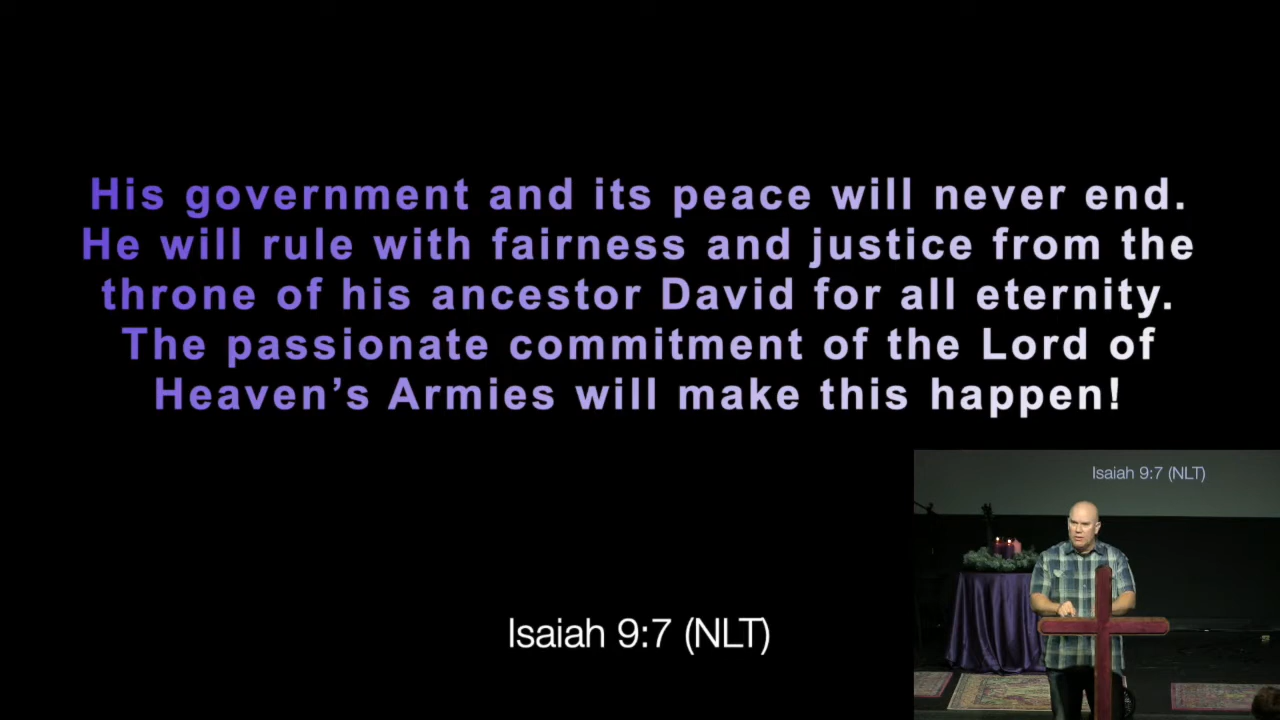 His government and its peace will never end.
He will rule with fairness and justice from the
throne of his ancestor David for all eternity.
The passionate commitment of the Lord of
Heaven’s Armies will make this happen!
Isaiah 9:7 (NLT)
Isaiah 9:7 (NLT)